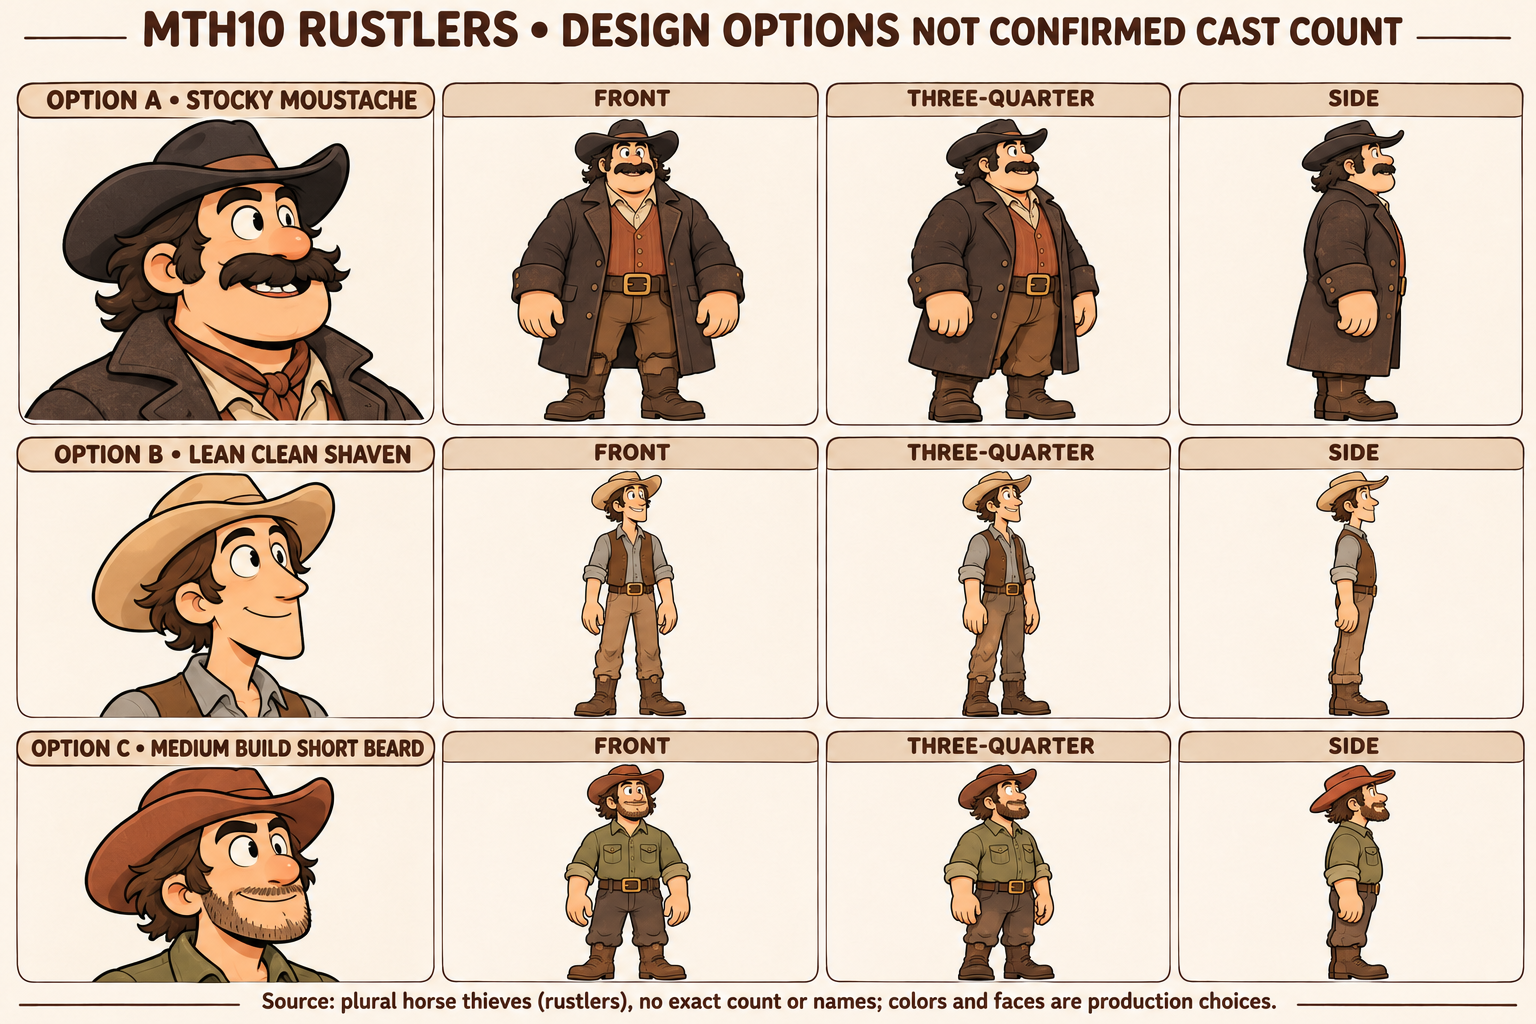 MTH10 RUSTLERS • DESIGN OPTIONS NOT CONFIRMED CAST COUNT
OPTION A • STOCKY MOUSTACHE
FRONT
THREE-QUARTER
SIDE
OPTION B • LEAN CLEAN SHAVEN
FRONT
THREE-QUARTER
SIDE
OPTION C • MEDIUM BUILD SHORT BEARD
FRONT
THREE-QUARTER
SIDE
Source: plural horse thieves (rustlers), no exact count or names; colors and faces are production choices.